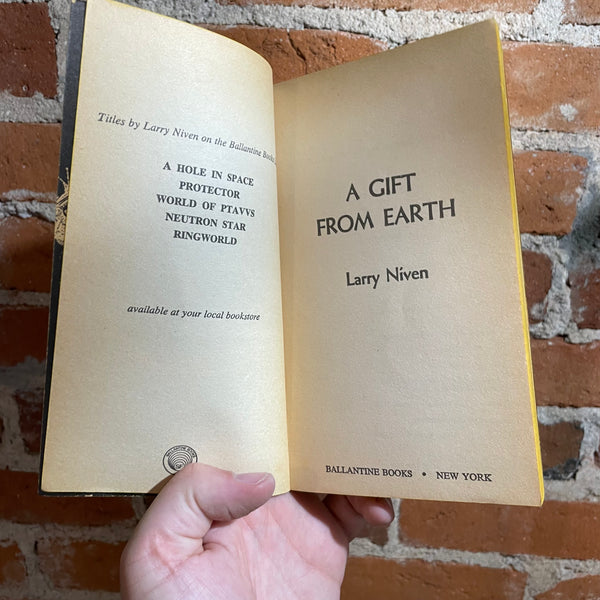 Titles by Larry Niven on the Ballantine Books
A HOLE IN SPACE
PROTECTOR
WORLD OF PTAVVS
NEUTRON STAR
RINGWORLD
available at your local bookstore
A GIFT
FROM EARTH
Larry Niven
BALLANTINE BOOKS • NEW YORK